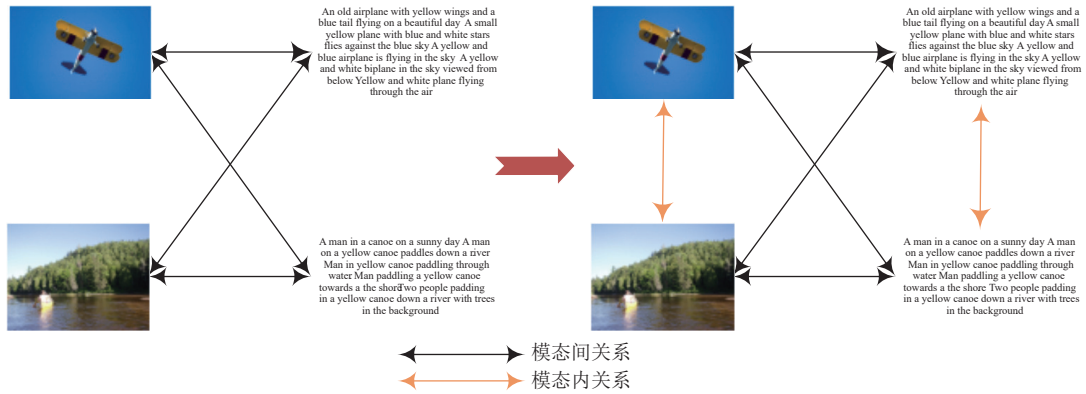 An old airplane with yellow wings and a
blue tail flying on a beautiful day A small
yellow plane with blue and white stars
flies against the blue sky A yellow and
blue airplane is flying in the sky A yellow
and white biplane in the sky viewed from
below Yellow and white plane flying
through the air
An old airplane with yellow wings and a
blue tail flying on a beautiful day A small
yellow plane with blue and white stars
flies against the blue sky A yellow and
blue airplane is flying in the sky A yellow
and white biplane in the sky viewed from
below Yellow and white plane flying
through the air
A man in a canoe on a sunny day A man
on a yellow canoe paddles down a river
Man in yellow canoe paddling through
water Man paddling a yellow canoe
towards a the shoreTwo people padding
in a yellow canoe down a river with trees
in the background
A man in a canoe on a sunny day A man
on a yellow canoe paddles down a river
Man in yellow canoe paddling through
water Man paddling a yellow canoe
towards a the shore Two people padding
in a yellow canoe down a river with trees
in the background
模态间关系
模态内关系